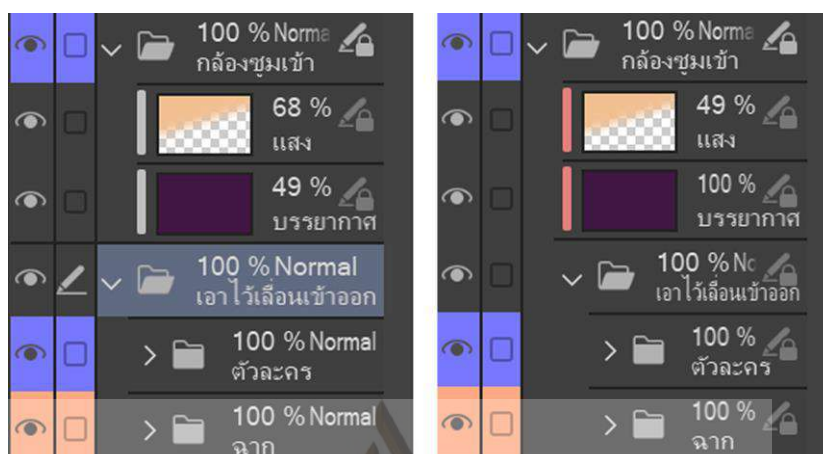 100 % Norma
กล้องซูมเข้า
68 %
แสง
49 %
บรรยากาศ
100 % Normal
เอาไว้เลื่อนเข้าออก
100 % Normal
ตัวละคร
100 % Normal
ฉาก
100 % Norma
กล้องซูมเข้า
49 %
แสง
100 %
บรรยากาศ
100 % No
เอาไว้เลื่อนเข้าออก
100 %
ตัวละคร
100 %
ฉาก